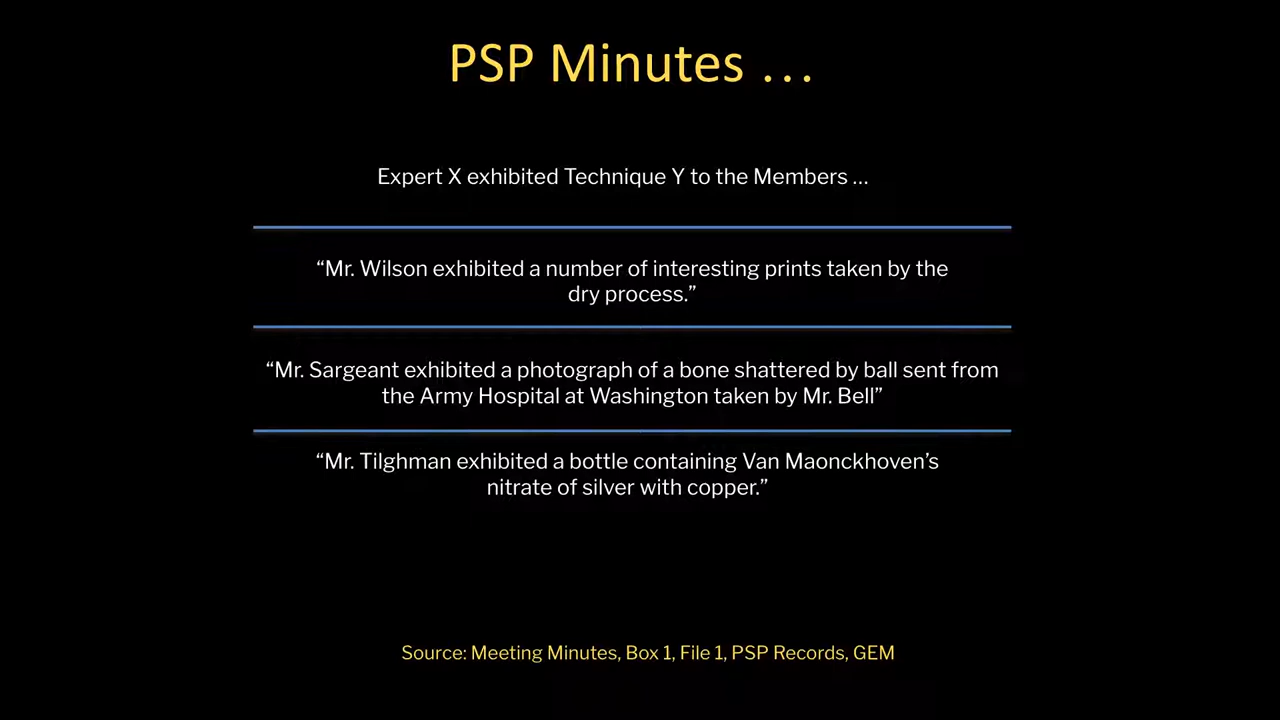 PSP Minutes …
Expert X exhibited Technique Y to the Members …
“Mr. Wilson exhibited a number of interesting prints taken by the
dry process.”
“Mr. Sargeant exhibited a photograph of a bone shattered by ball sent from
the Army Hospital at Washington taken by Mr. Bell”
“Mr. Tilghman exhibited a bottle containing Van Maonckhoven’s
nitrate of silver with copper.”
Source: Meeting Minutes, Box 1, File 1, PSP Records, GEM